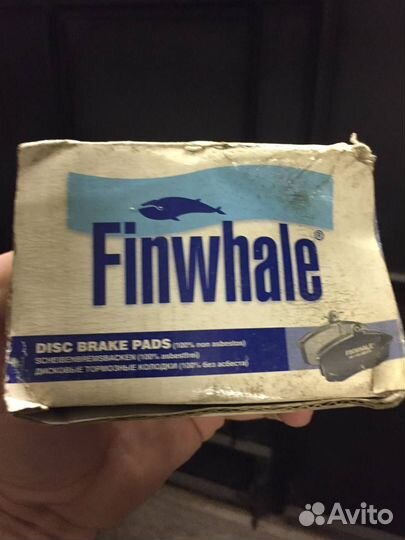 Finwhale®
DISC BRAKE PADS (100% non asbestos)
SCHEIBENBREMSBACKEN (100% asbestfrei)
ДИСКОВЫЕ ТОРМОЗНЫЕ КОЛОДКИ (100% без асбеста)
FINWHALE
Avito